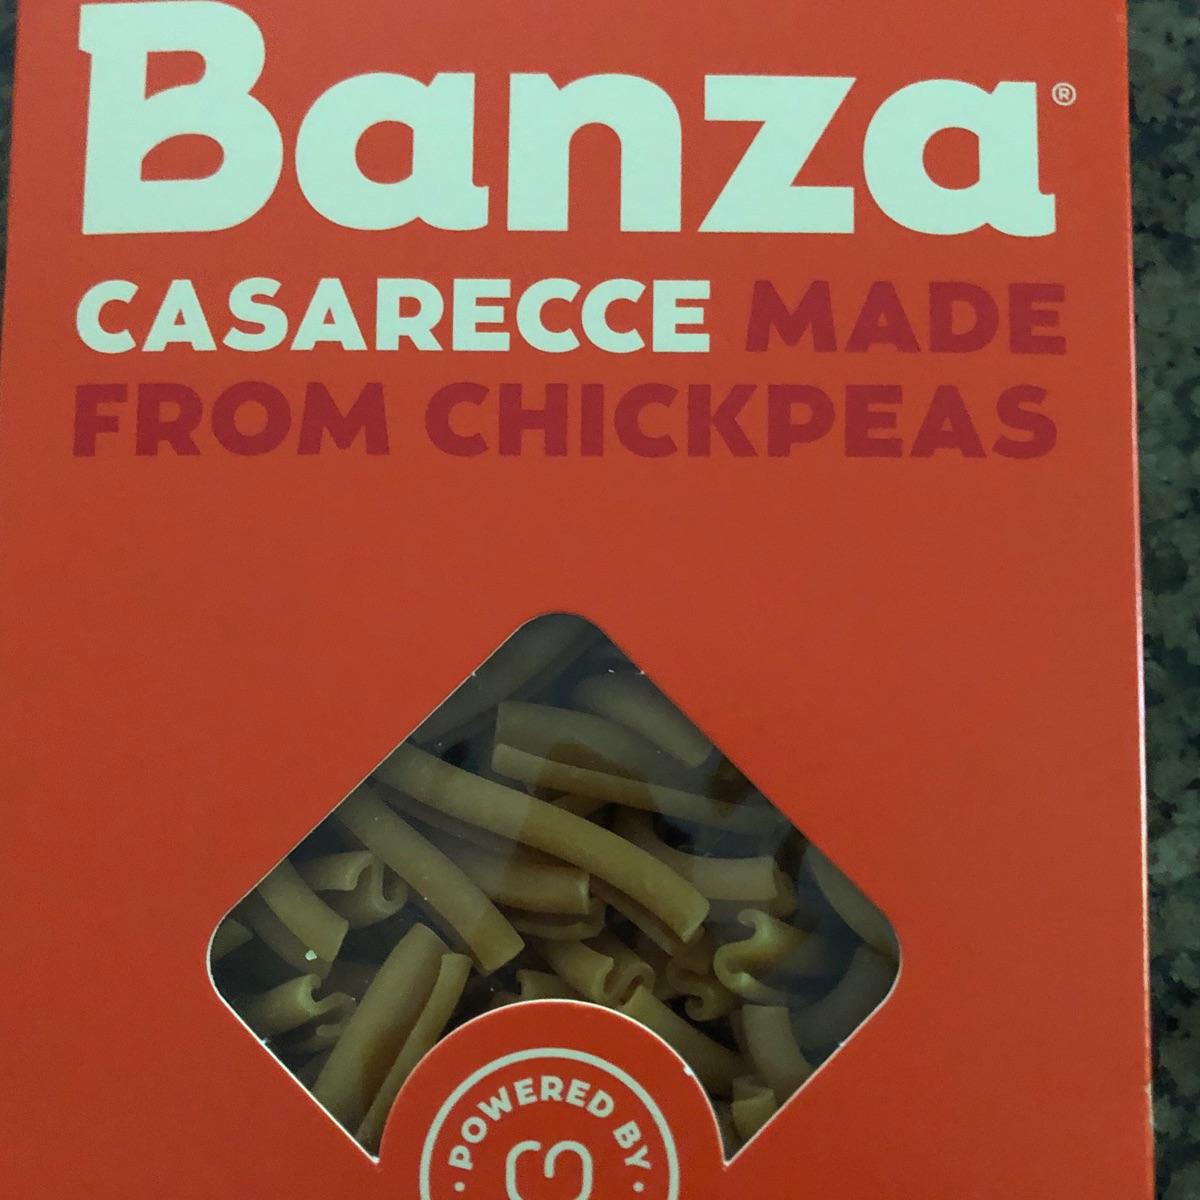 Banza®
CASARECCE MADE
FROM CHICKPEAS
· POWERED BY ·